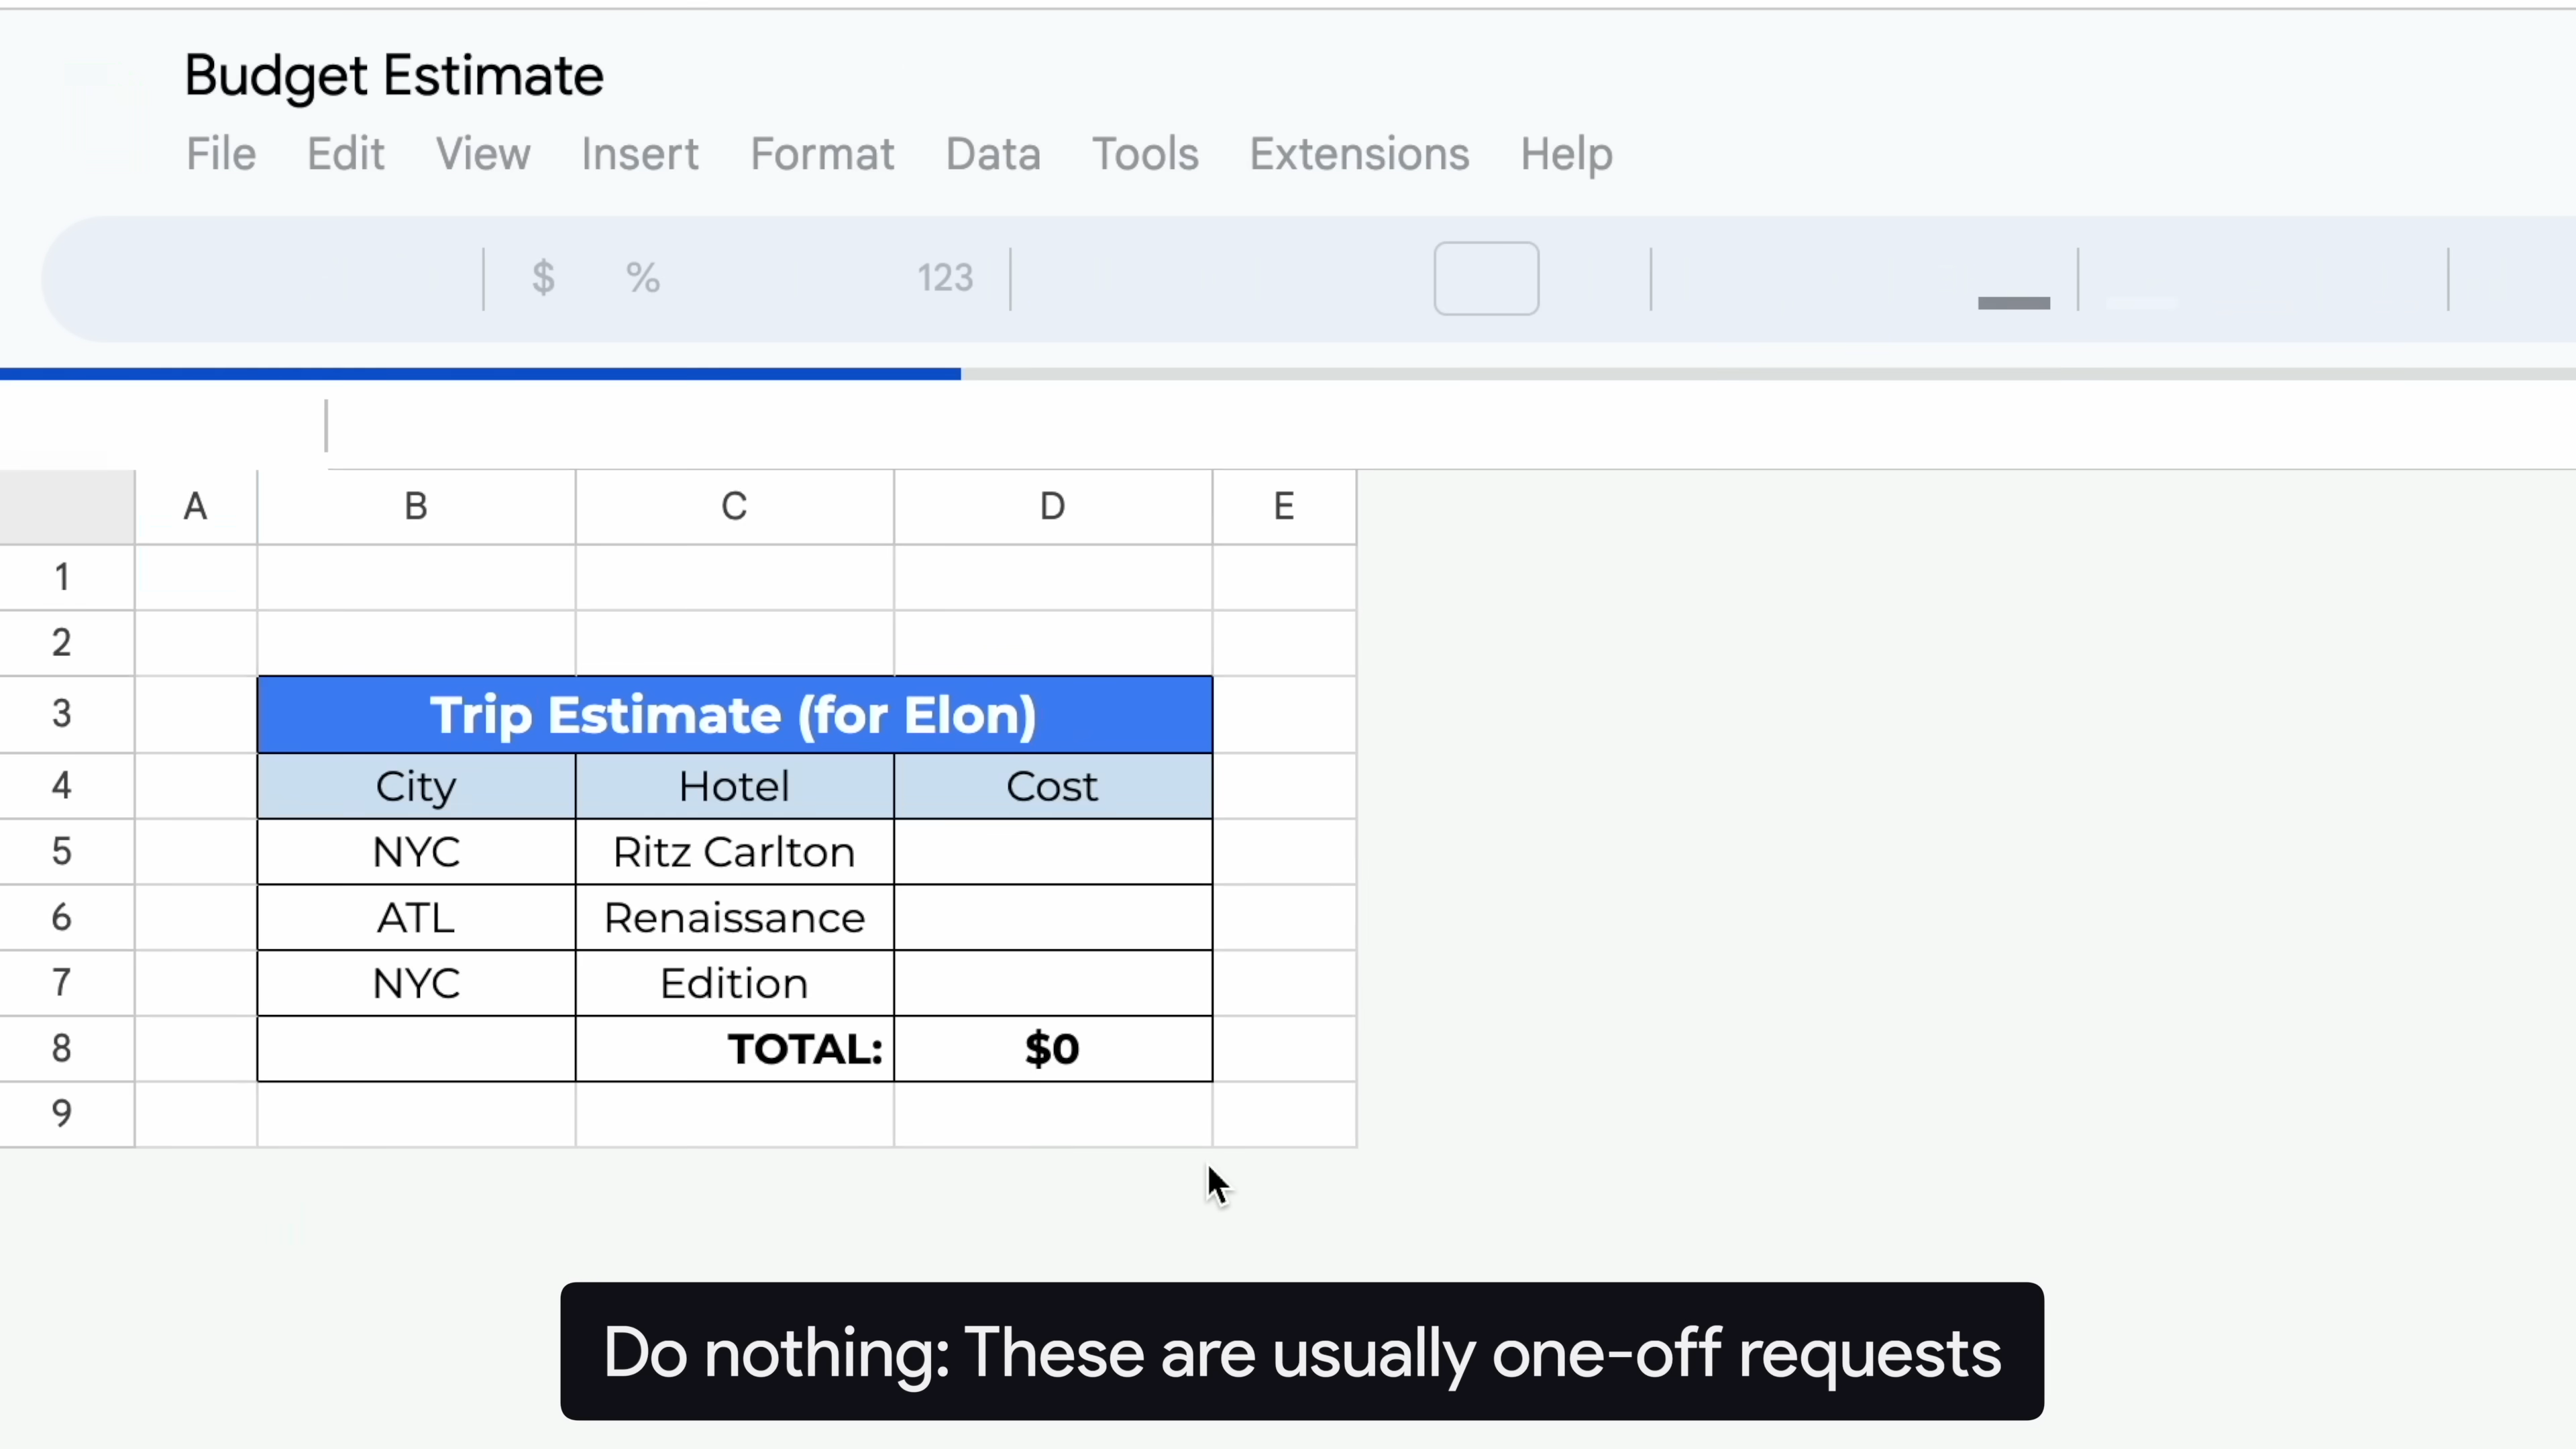 Budget Estimate
File Edit View Insert Format Data Tools Extensions Help
$ % 123
A B C D E
1
2
3 Trip Estimate (for Elon)
4 City Hotel Cost
5 NYC Ritz Carlton
6 ATL Renaissance
7 NYC Edition
8 TOTAL: $0
9
Do nothing: These are usually one-off requests